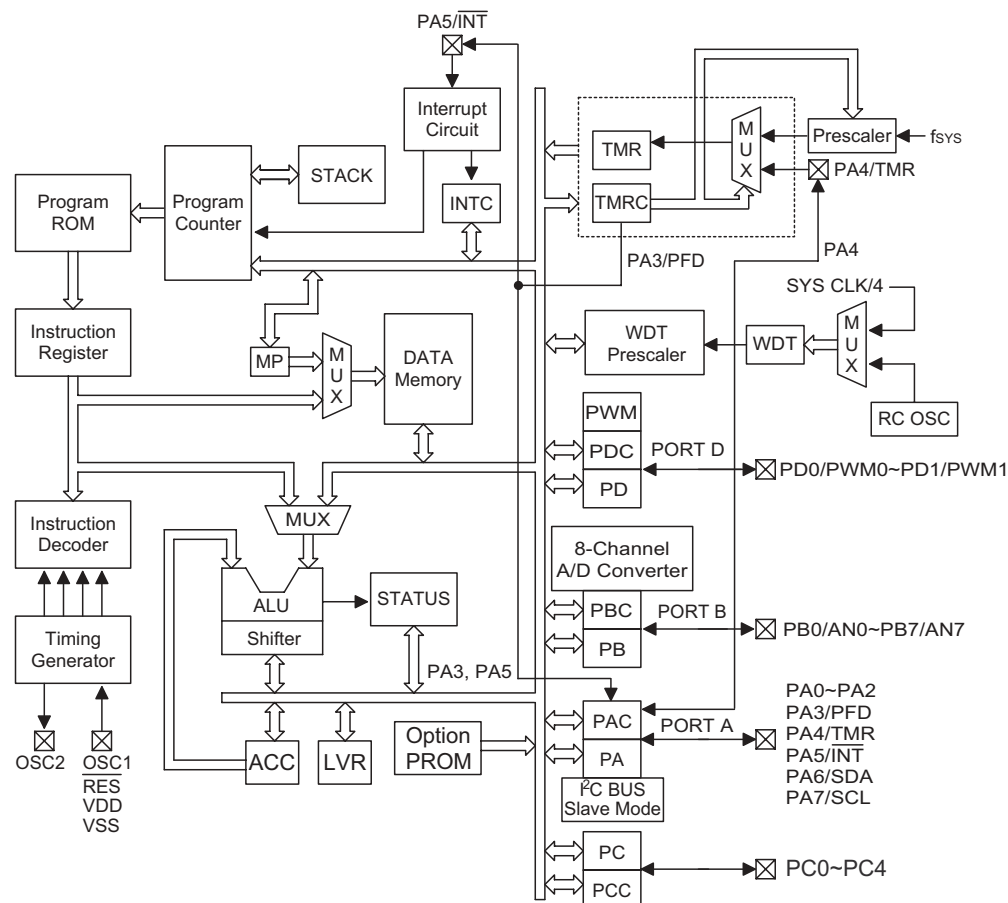 PA5/INT
Interrupt
Circuit
STACK
INTC
Program
ROM
Program
Counter
Instruction
Register
MP
MUX
DATA
Memory
TMR
TMRC
MUX
Prescaler
fSYS
PA4/TMR
PA4
PA3/PFD
SYS CLK/4
WDT
Prescaler
WDT
MUX
RC OSC
PWM
PDC
PD
PORT D
PD0/PWM0~PD1/PWM1
Instruction
Decoder
MUX
ALU
Shifter
STATUS
8-Channel
A/D Converter
PBC
PB
PORT B
PB0/AN0~PB7/AN7
Timing
Generator
OSC2
OSC1
RES
VDD
VSS
PA3, PA5
ACC
LVR
Option
PROM
PAC
PA
PORT A
I²C BUS
Slave Mode
PA0~PA2
PA3/PFD
PA4/TMR
PA5/INT
PA6/SDA
PA7/SCL
PC
PCC
PC0~PC4